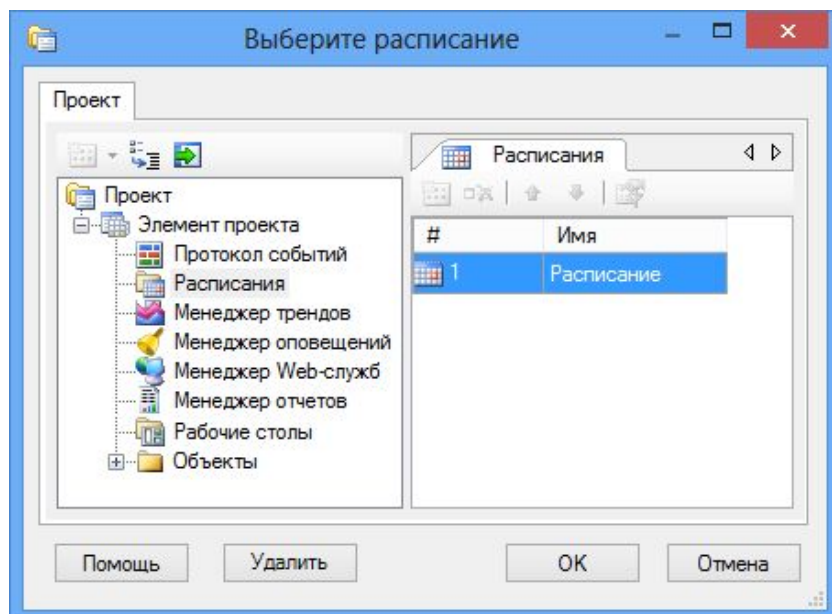 Выберите расписание
Проект
Проект
Элемент проекта
Протокол событий
Расписания
Менеджер трендов
Менеджер оповещений
Менеджер Web-служб
Менеджер отчетов
Рабочие столы
Объекты
Расписания
# Имя
1 Расписание
Помощь Удалить OK Отмена